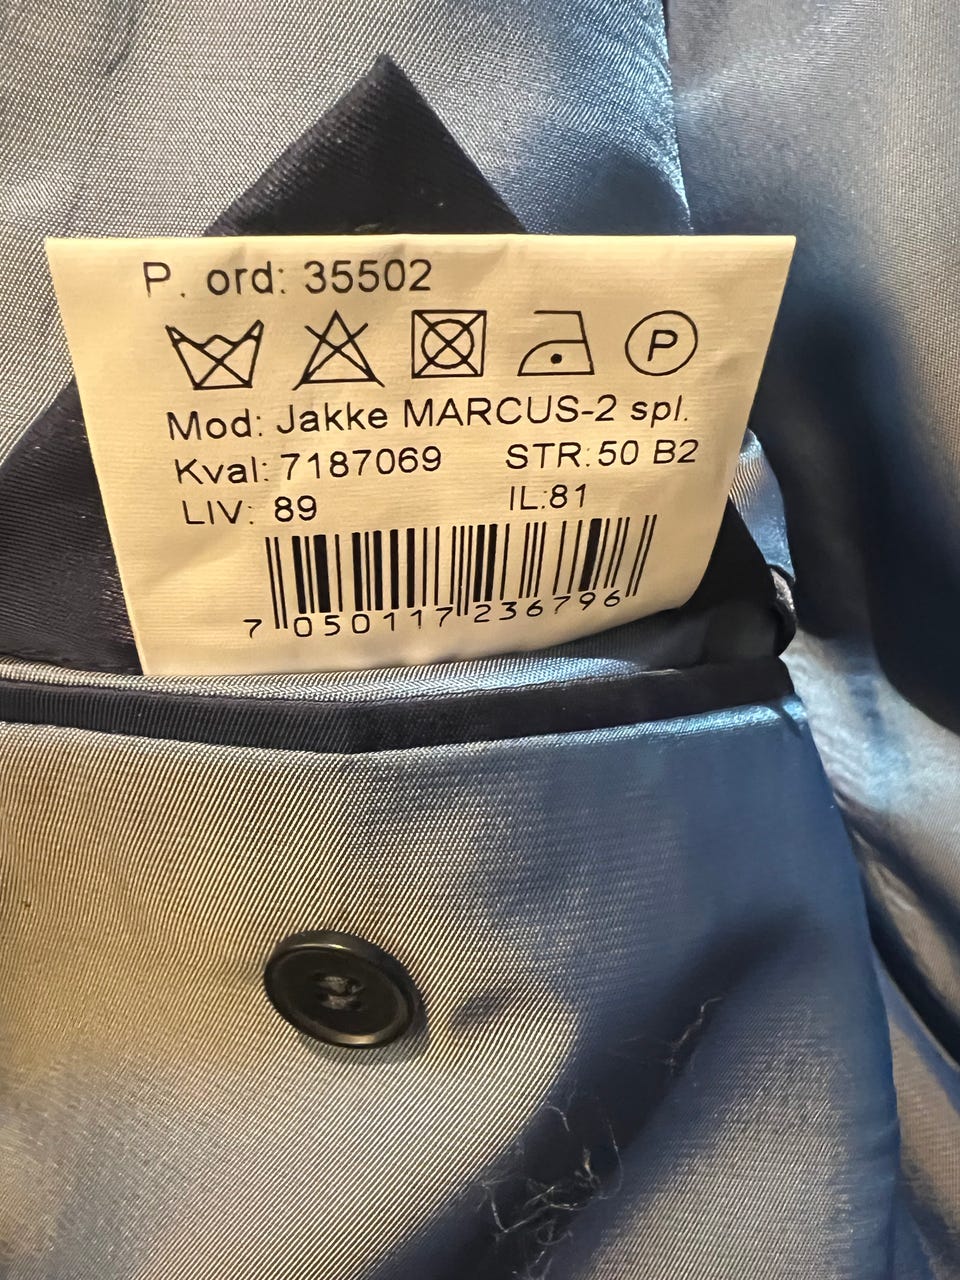 P. ord: 35502
P
Mod: Jakke MARCUS-2 spl.
Kval: 7187069 STR:50 B2
LIV: 89 IL:81
7 050117 236796